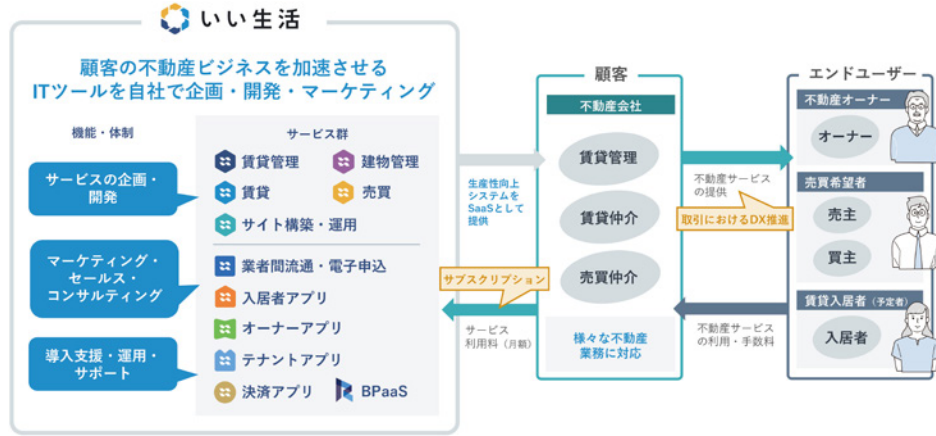 いい生活
顧客の不動産ビジネスを加速させる
ITツールを自社で企画・開発・マーケティング
機能・体制
サービスの企画・
開発
マーケティング・
セールス・
コンサルティング
導入支援・運用・
サポート
サービス群
賃貸管理
建物管理
賃貸
売買
サイト構築・運用
業者間流通・電子申込
入居者アプリ
オーナーアプリ
テナントアプリ
決済アプリ
BPaaS
生産性向上
システムを
SaaSとして
提供
サブスクリプション
サービス
利用料（月額）
顧客
不動産会社
賃貸管理
賃貸仲介
売買仲介
様々な不動産
業務に対応
不動産サービス
の提供
取引におけるDX推進
不動産サービス
の利用・手数料
エンドユーザー
不動産オーナー
オーナー
売買希望者
売主
買主
賃貸入居者（予定者）
入居者